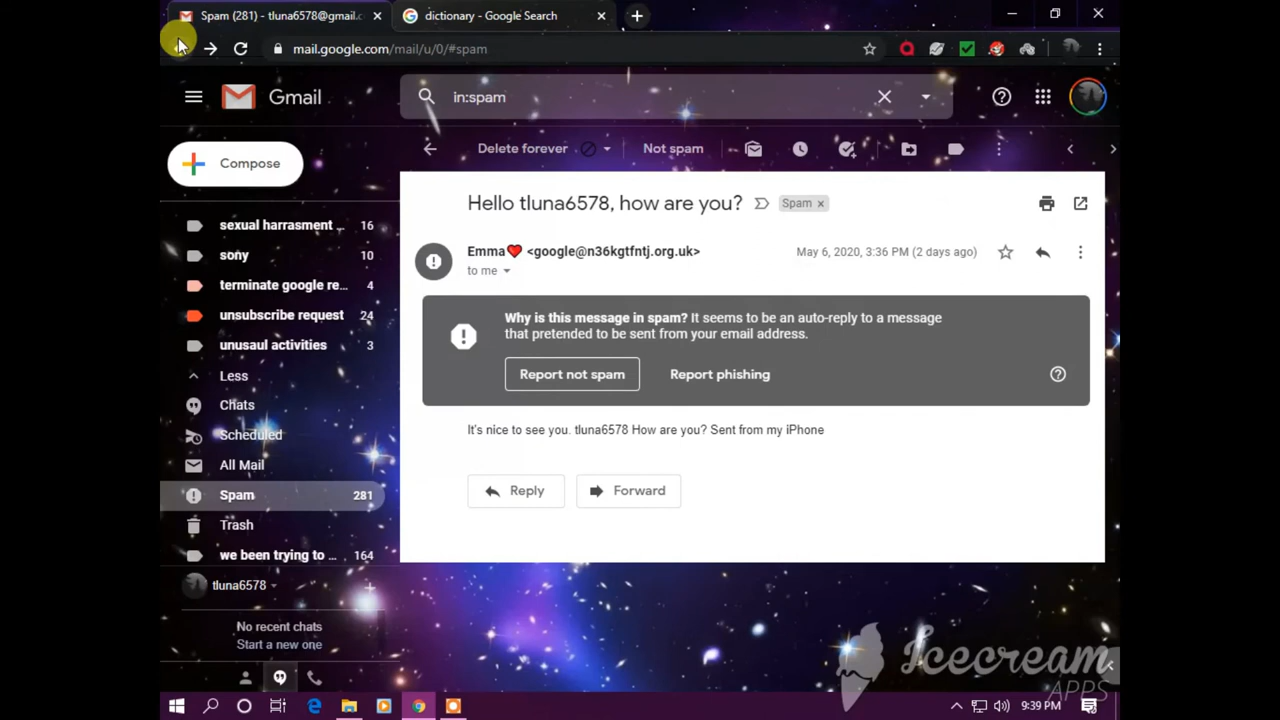 Spam (281) - tluna6578@gmail.c
dictionary - Google Search
mail.google.com/mail/u/0/#spam
Gmail
in:spam
Compose
Delete forever
Not spam
Hello tluna6578, how are you?
Spam x
Emma❤ <google@n36kgtfntj.org.uk>
May 6, 2020, 3:36 PM (2 days ago)
to me
Why is this message in spam? It seems to be an auto-reply to a message
that pretended to be sent from your email address.
Report not spam
Report phishing
It's nice to see you. tluna6578 How are you? Sent from my iPhone
Reply
Forward
sexual harrasment ... 16
sony 10
terminate google re... 4
unsubscribe request 24
unusaul activities 3
Less
Chats
Scheduled
All Mail
Spam 281
Trash
we been trying to ... 164
tluna6578
No recent chats
Start a new one
Icecream
APPS
9:39 PM